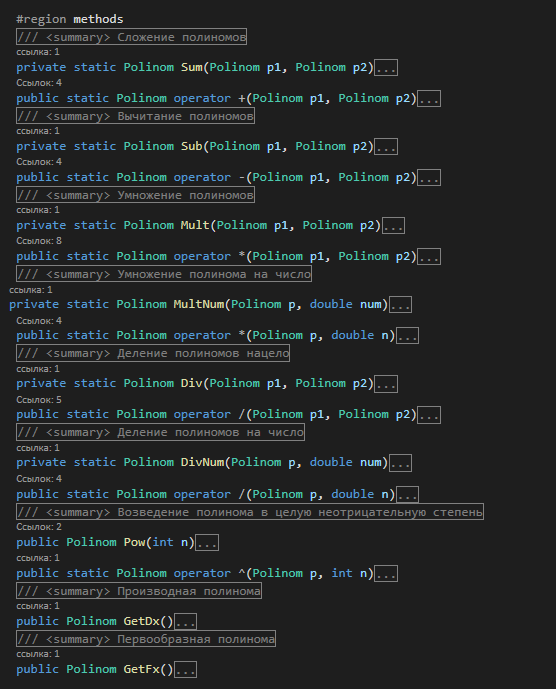 #region methods
/// <summary> Сложение полиномов
ссылка: 1
private static Polinom Sum(Polinom p1, Polinom p2)...
Ссылок: 4
public static Polinom operator +(Polinom p1, Polinom p2)...
/// <summary> Вычитание полиномов
ссылка: 1
private static Polinom Sub(Polinom p1, Polinom p2)...
Ссылок: 4
public static Polinom operator -(Polinom p1, Polinom p2)...
/// <summary> Умножение полиномов
ссылка: 1
private static Polinom Mult(Polinom p1, Polinom p2)...
Ссылок: 8
public static Polinom operator *(Polinom p1, Polinom p2)...
/// <summary> Умножение полинома на число
ссылка: 1
private static Polinom MultNum(Polinom p, double num)...
Ссылок: 4
public static Polinom operator *(Polinom p, double n)...
/// <summary> Деление полиномов нацело
ссылка: 1
private static Polinom Div(Polinom p1, Polinom p2)...
Ссылок: 5
public static Polinom operator /(Polinom p1, Polinom p2)...
/// <summary> Деление полиномов на число
ссылка: 1
private static Polinom DivNum(Polinom p, double num)...
Ссылок: 4
public static Polinom operator /(Polinom p, double n)...
/// <summary> Возведение полинома в целую неотрицательную степень
Ссылок: 2
public Polinom Pow(int n)...
ссылка: 1
public static Polinom operator ^(Polinom p, int n)...
/// <summary> Производная полинома
ссылка: 1
public Polinom GetDx()...
/// <summary> Первообразная полинома
ссылка: 1
public Polinom GetFx()...